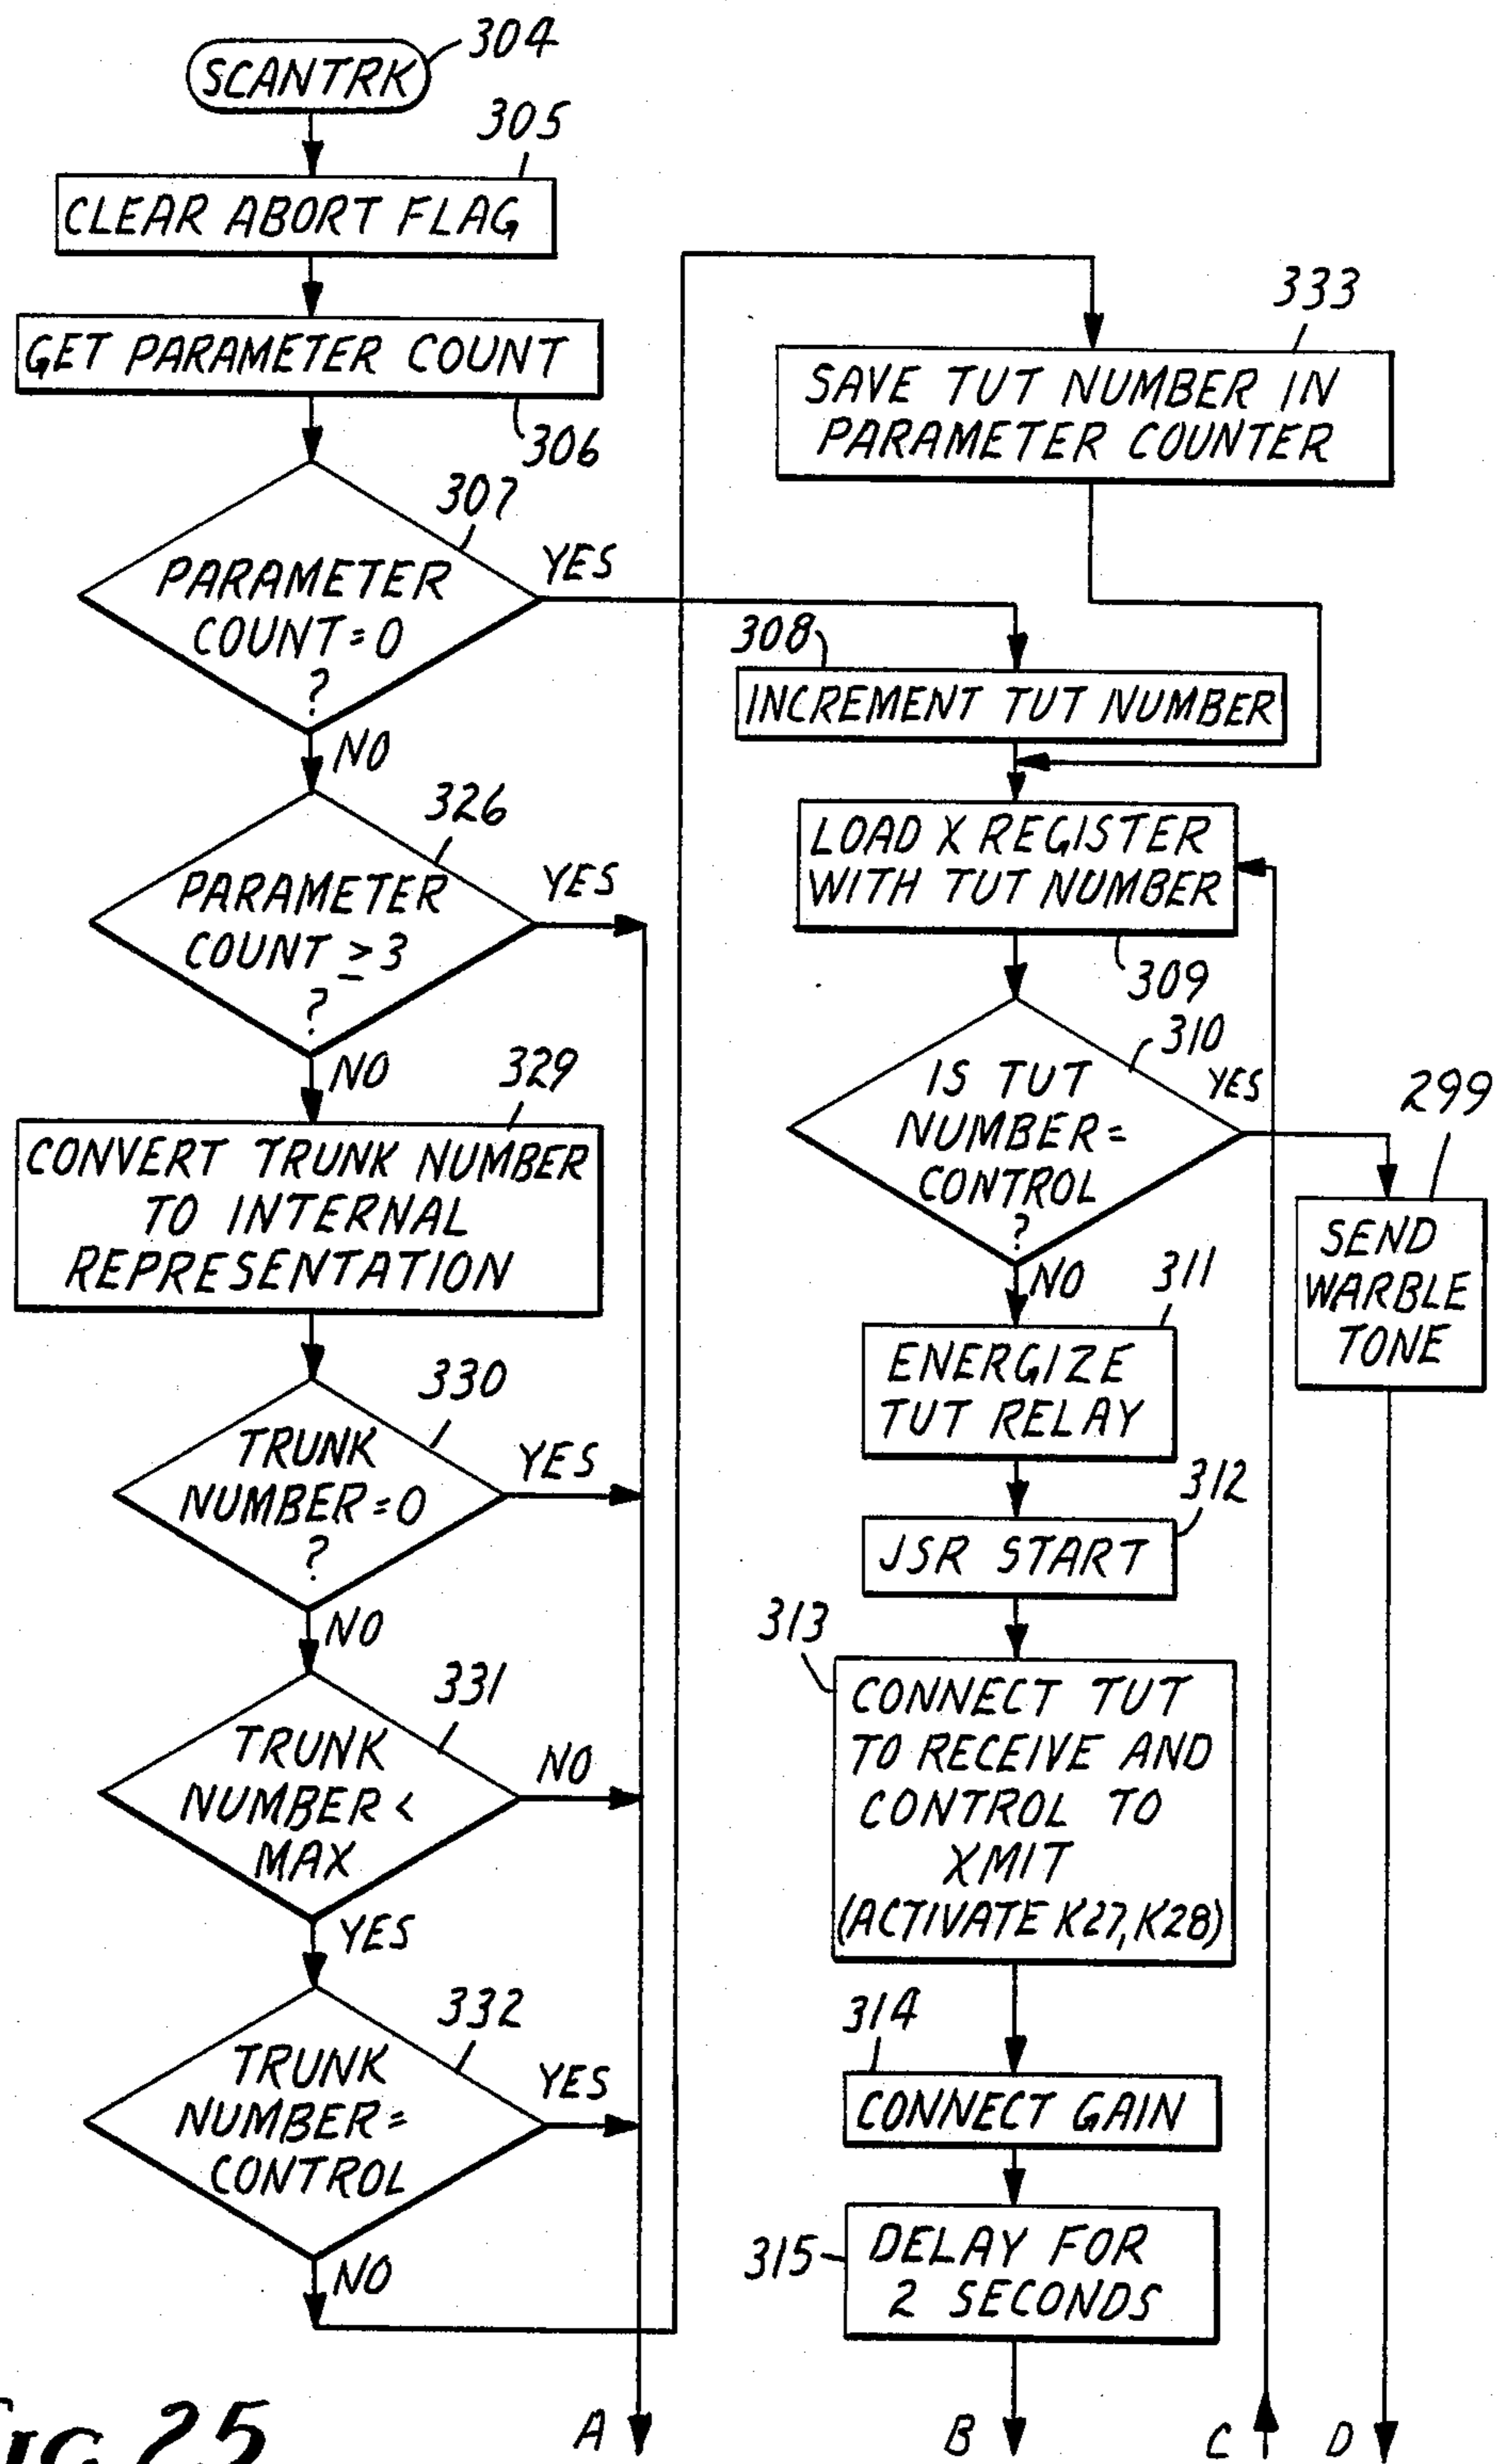 304
SCANTRK
305
CLEAR ABORT FLAG
GET PARAMETER COUNT
306
307
PARAMETER
COUNT=0
?
YES
NO
326
PARAMETER
COUNT ≥ 3
?
YES
NO
329
CONVERT TRUNK NUMBER
TO INTERNAL
REPRESENTATION
330
TRUNK
NUMBER=0
?
YES
NO
331
TRUNK
NUMBER <
MAX
NO
YES
332
TRUNK
NUMBER=
CONTROL
YES
NO
333
SAVE TUT NUMBER IN
PARAMETER COUNTER
308
INCREMENT TUT NUMBER
LOAD X REGISTER
WITH TUT NUMBER
309
310
IS TUT
NUMBER=
CONTROL
?
YES
NO
299
SEND
WARBLE
TONE
311
ENERGIZE
TUT RELAY
312
JSR START
313
CONNECT TUT
TO RECEIVE AND
CONTROL TO
XMIT
(ACTIVATE K27, K28)
314
CONNECT GAIN
315
DELAY FOR
2 SECONDS
A
B
C
D
FIG. 25